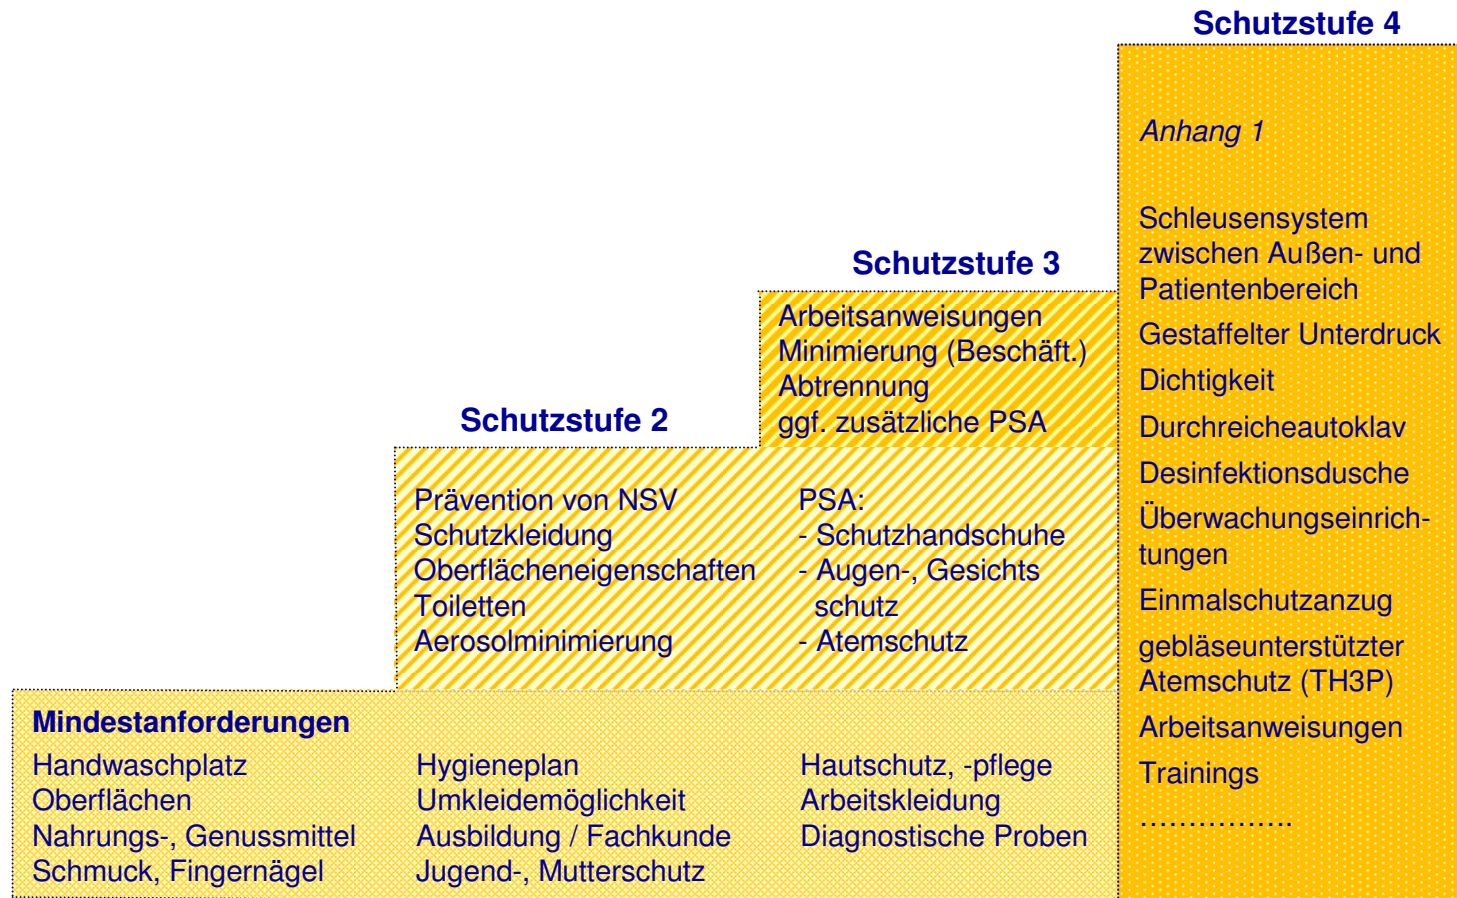 Schutzstufe 4
Anhang 1
Schleusensystem
zwischen Außen- und
Patientenbereich
Gestaffelter Unterdruck
Dichtigkeit
Durchreicheautoklav
Desinfektionsdusche
Überwachungseinrich-
tungen
Einmalschutzanzug
gebläseunterstützter
Atemschutz (TH3P)
Arbeitsanweisungen
Trainings
…………….
Schutzstufe 3
Arbeitsanweisungen
Minimierung (Beschäft.)
Abtrennung
ggf. zusätzliche PSA
Schutzstufe 2
Prävention von NSV
Schutzkleidung
Oberflächeneigenschaften
Toiletten
Aerosolminimierung
PSA:
- Schutzhandschuhe
- Augen-, Gesichts
schutz
- Atemschutz
Mindestanforderungen
Handwaschplatz
Oberflächen
Nahrungs-, Genussmittel
Schmuck, Fingernägel
Hygieneplan
Umkleidemöglichkeit
Ausbildung / Fachkunde
Jugend-, Mutterschutz
Hautschutz, -pflege
Arbeitskleidung
Diagnostische Proben